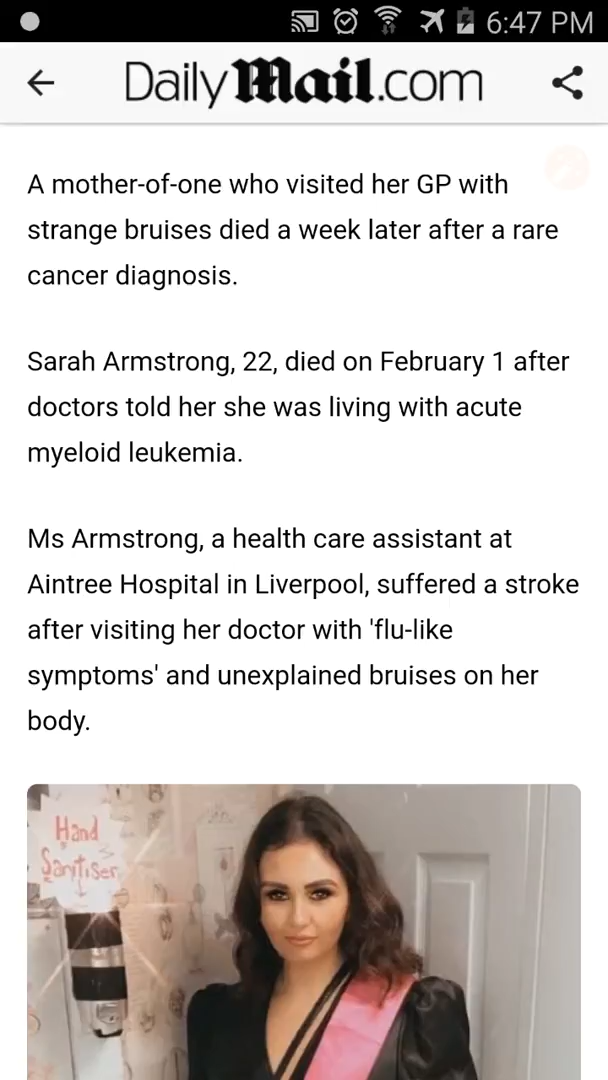 6:47 PM
DailyMail.com
A mother-of-one who visited her GP with
strange bruises died a week later after a rare
cancer diagnosis.
Sarah Armstrong, 22, died on February 1 after
doctors told her she was living with acute
myeloid leukemia.
Ms Armstrong, a health care assistant at
Aintree Hospital in Liverpool, suffered a stroke
after visiting her doctor with 'flu-like
symptoms' and unexplained bruises on her
body.
Hand
Sanitiser